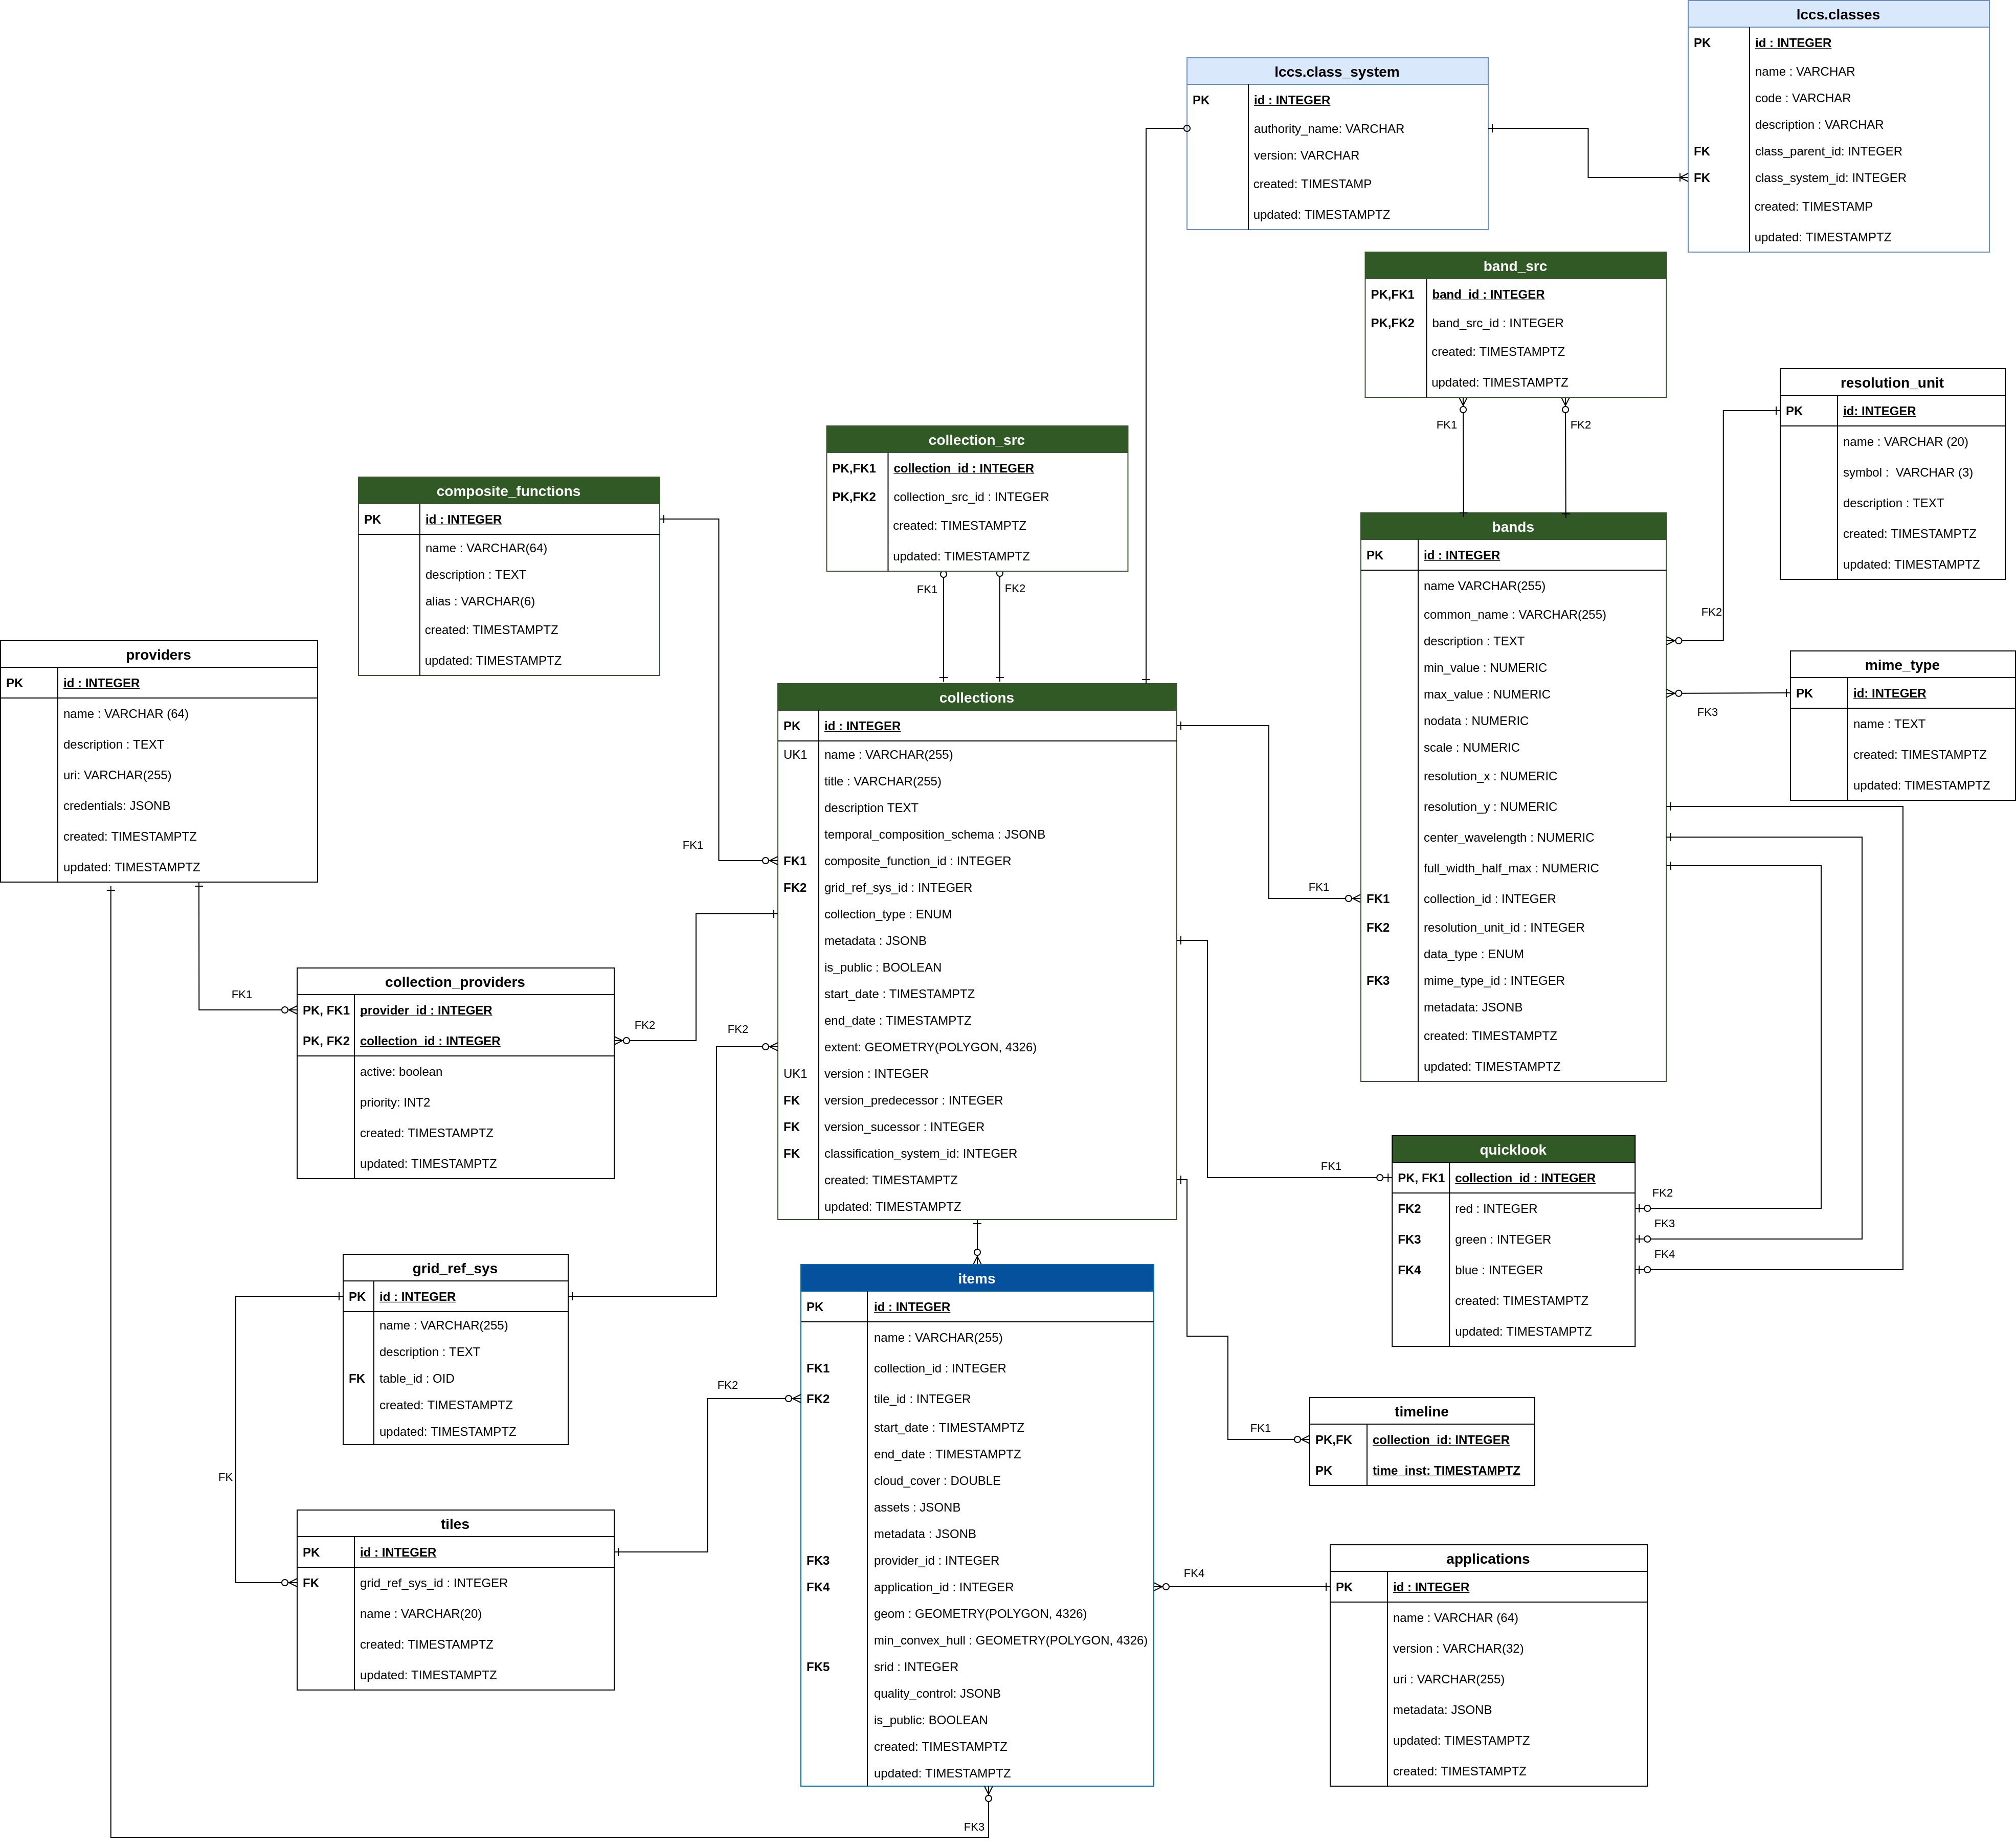 lccs.classes
PK id : INTEGER
name : VARCHAR
code : VARCHAR
description : VARCHAR
FK class_parent_id: INTEGER
FK class_system_id: INTEGER
created: TIMESTAMP
updated: TIMESTAMPTZ
lccs.class_system
PK id : INTEGER
authority_name: VARCHAR
version: VARCHAR
created: TIMESTAMP
updated: TIMESTAMPTZ
band_src
PK,FK1 band_id : INTEGER
PK,FK2 band_src_id : INTEGER
created: TIMESTAMPTZ
updated: TIMESTAMPTZ
FK1
FK2
resolution_unit
PK id: INTEGER
name : VARCHAR (20)
symbol : VARCHAR (3)
description : TEXT
created: TIMESTAMPTZ
updated: TIMESTAMPTZ
FK2
collection_src
PK,FK1 collection_id : INTEGER
PK,FK2 collection_src_id : INTEGER
created: TIMESTAMPTZ
updated: TIMESTAMPTZ
FK1
FK2
composite_functions
PK id : INTEGER
name : VARCHAR(64)
description : TEXT
alias : VARCHAR(6)
created: TIMESTAMPTZ
updated: TIMESTAMPTZ
FK1
bands
PK id : INTEGER
name VARCHAR(255)
common_name : VARCHAR(255)
description : TEXT
min_value : NUMERIC
max_value : NUMERIC
nodata : NUMERIC
scale : NUMERIC
resolution_x : NUMERIC
resolution_y : NUMERIC
center_wavelength : NUMERIC
full_width_half_max : NUMERIC
FK1 collection_id : INTEGER
FK2 resolution_unit_id : INTEGER
data_type : ENUM
FK3 mime_type_id : INTEGER
metadata: JSONB
created: TIMESTAMPTZ
updated: TIMESTAMPTZ
FK1
mime_type
PK id: INTEGER
name : TEXT
created: TIMESTAMPTZ
updated: TIMESTAMPTZ
FK3
providers
PK id : INTEGER
name : VARCHAR (64)
description : TEXT
uri: VARCHAR(255)
credentials: JSONB
created: TIMESTAMPTZ
updated: TIMESTAMPTZ
FK1
collections
PK id : INTEGER
UK1 name : VARCHAR(255)
title : VARCHAR(255)
description TEXT
temporal_composition_schema : JSONB
FK1 composite_function_id : INTEGER
FK2 grid_ref_sys_id : INTEGER
collection_type : ENUM
metadata : JSONB
is_public : BOOLEAN
start_date : TIMESTAMPTZ
end_date : TIMESTAMPTZ
extent: GEOMETRY(POLYGON, 4326)
UK1 version : INTEGER
FK version_predecessor : INTEGER
FK version_sucessor : INTEGER
FK classification_system_id: INTEGER
created: TIMESTAMPTZ
updated: TIMESTAMPTZ
collection_providers
PK, FK1 provider_id : INTEGER
PK, FK2 collection_id : INTEGER
active: boolean
priority: INT2
created: TIMESTAMPTZ
updated: TIMESTAMPTZ
FK2
FK2
quicklook
PK, FK1 collection_id : INTEGER
FK2 red : INTEGER
FK3 green : INTEGER
FK4 blue : INTEGER
created: TIMESTAMPTZ
updated: TIMESTAMPTZ
FK1
FK2
FK3
FK4
grid_ref_sys
PK id : INTEGER
name : VARCHAR(255)
description : TEXT
FK table_id : OID
created: TIMESTAMPTZ
updated: TIMESTAMPTZ
FK
items
PK id : INTEGER
name : VARCHAR(255)
FK1 collection_id : INTEGER
FK2 tile_id : INTEGER
start_date : TIMESTAMPTZ
end_date : TIMESTAMPTZ
cloud_cover : DOUBLE
assets : JSONB
metadata : JSONB
FK3 provider_id : INTEGER
FK4 application_id : INTEGER
geom : GEOMETRY(POLYGON, 4326)
min_convex_hull : GEOMETRY(POLYGON, 4326)
FK5 srid : INTEGER
quality_control: JSONB
is_public: BOOLEAN
created: TIMESTAMPTZ
updated: TIMESTAMPTZ
FK2
FK3
FK4
timeline
PK,FK collection_id: INTEGER
PK time_inst: TIMESTAMPTZ
FK1
tiles
PK id : INTEGER
FK grid_ref_sys_id : INTEGER
name : VARCHAR(20)
created: TIMESTAMPTZ
updated: TIMESTAMPTZ
applications
PK id : INTEGER
name : VARCHAR (64)
version : VARCHAR(32)
uri : VARCHAR(255)
metadata: JSONB
updated: TIMESTAMPTZ
created: TIMESTAMPTZ